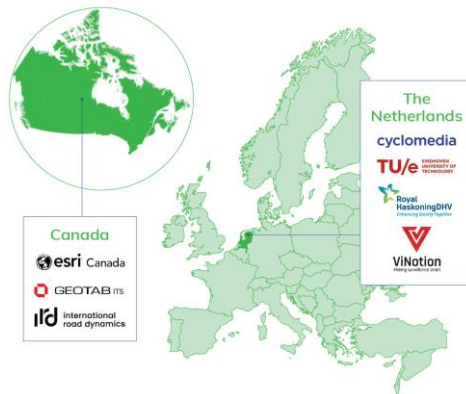 The
Netherlands
cyclomedia
TU/e EINDHOVEN
UNIVERSITY OF
TECHNOLOGY
Royal
HaskoningDHV
Enhancing Society Together
ViNotion
Making surveillance smart
Canada
esri Canada
GEOTAB ITS
ird international
road dynamics